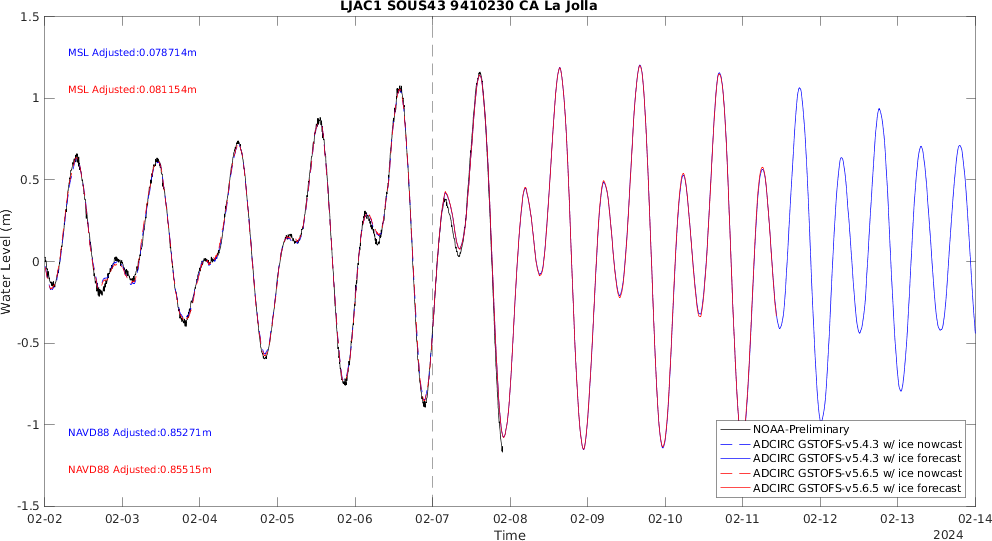 LJAC1 SOUS43 9410230 CA La Jolla
MSL Adjusted:0.078714m
MSL Adjusted:0.081154m
NAVD88 Adjusted:0.85271m
NAVD88 Adjusted:0.85515m
Water Level (m)
1.5
1
0.5
0
-0.5
-1
-1.5
NOAA-Preliminary
ADCIRC GSTOFS-v5.4.3 w/ ice nowcast
ADCIRC GSTOFS-v5.4.3 w/ ice forecast
ADCIRC GSTOFS-v5.6.5 w/ ice nowcast
ADCIRC GSTOFS-v5.6.5 w/ ice forecast
02-02 02-03 02-04 02-05 02-06 02-07 02-08 02-09 02-10 02-11 02-12 02-13 02-14
Time
2024